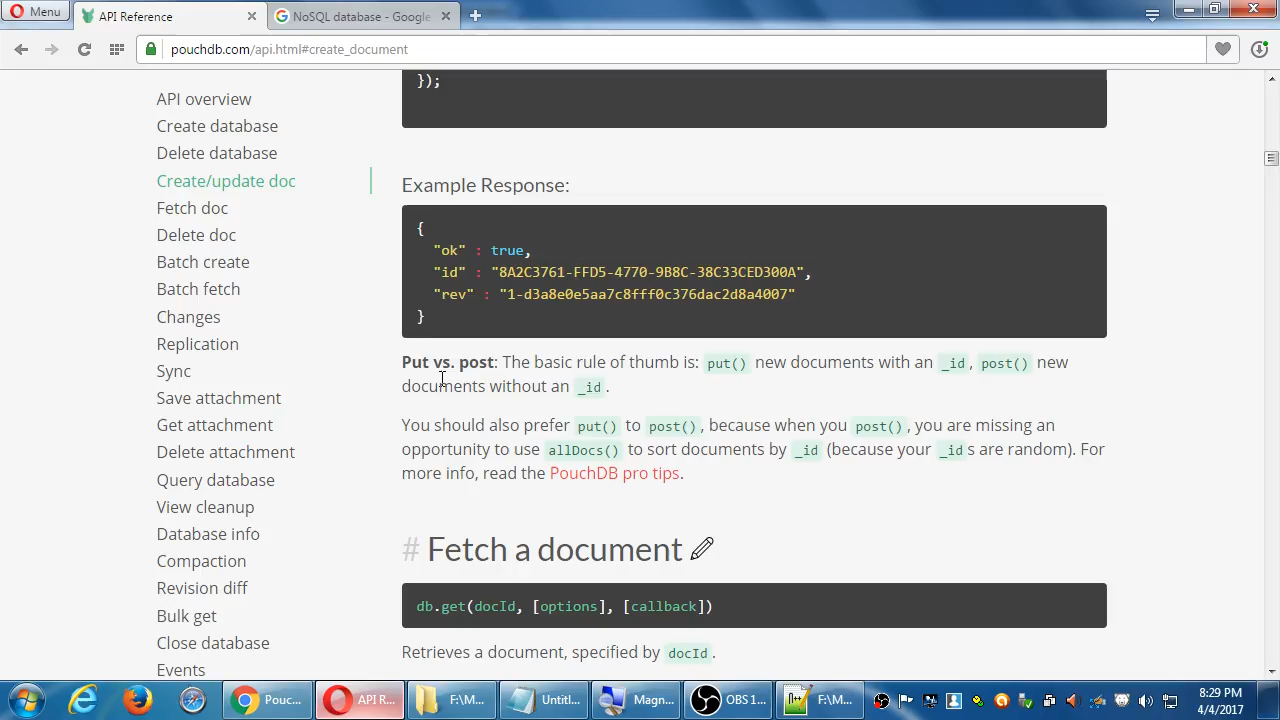 Menu
API Reference
NoSQL database - Google
pouchdb.com/api.html#create_document
API overview
Create database
Delete database
Create/update doc
Fetch doc
Delete doc
Batch create
Batch fetch
Changes
Replication
Sync
Save attachment
Get attachment
Delete attachment
Query database
View cleanup
Database info
Compaction
Revision diff
Bulk get
Close database
Events
});
Example Response:
{
"ok" : true,
"id" : "8A2C3761-FFD5-4770-9B8C-38C33CED300A",
"rev" : "1-d3a8e0e5aa7c8fff0c376dac2d8a4007"
}
Put vs. post: The basic rule of thumb is: put() new documents with an _id, post() new
documents without an _id.
You should also prefer put() to post(), because when you post(), you are missing an
opportunity to use allDocs() to sort documents by _id (because your _ids are random). For
more info, read the PouchDB pro tips.
# Fetch a document
db.get(docId, [options], [callback])
Retrieves a document, specified by docId.
Pouc...
API R...
F:\M...
Untitl...
Magn...
OBS 1...
F:\M...
8:29 PM
4/4/2017